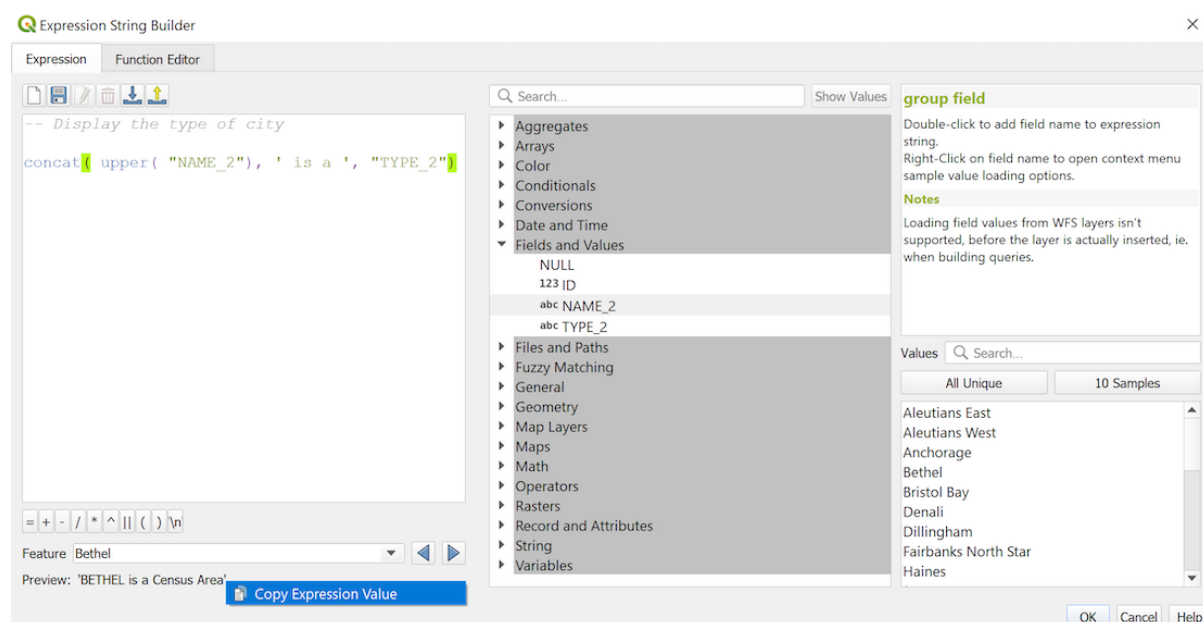 Expression String Builder
Expression
Function Editor
-- Display the type of city
concat( upper( "NAME_2"), ' is a ', "TYPE_2")
= + - / * ^ || ( ) \n
Feature Bethel
Preview: 'BETHEL is a Census Area'
Copy Expression Value
Search...
Show Values
Aggregates
Arrays
Color
Conditionals
Conversions
Date and Time
Fields and Values
NULL
123 ID
abc NAME_2
abc TYPE_2
Files and Paths
Fuzzy Matching
General
Geometry
Map Layers
Maps
Math
Operators
Rasters
Record and Attributes
String
Variables
group field
Double-click to add field name to expression
string.
Right-Click on field name to open context menu
sample value loading options.
Notes
Loading field values from WFS layers isn't
supported, before the layer is actually inserted, ie.
when building queries.
Values Search...
All Unique
10 Samples
Aleutians East
Aleutians West
Anchorage
Bethel
Bristol Bay
Denali
Dillingham
Fairbanks North Star
Haines
OK Cancel Help